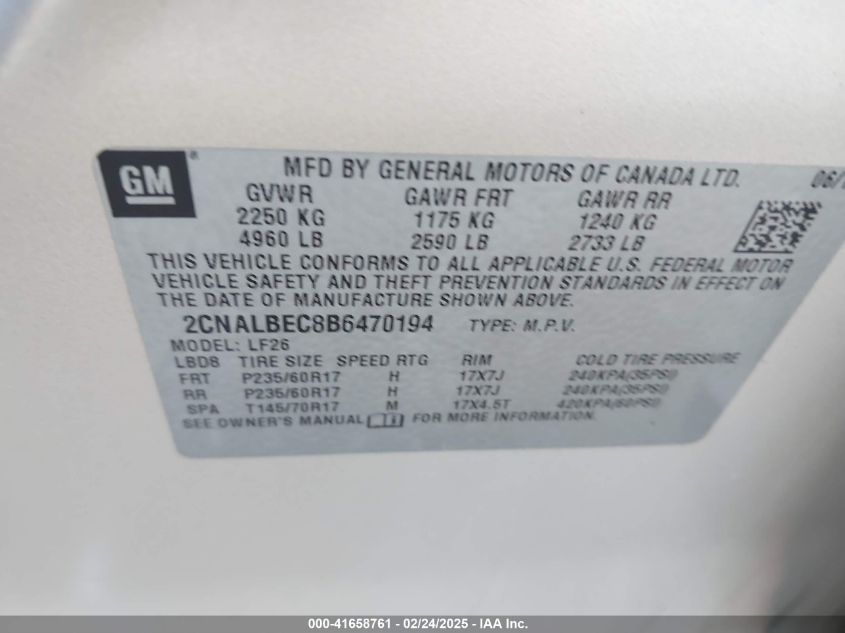 GM ®
MFD BY GENERAL MOTORS OF CANADA LTD. 06/
GVWR GAWR FRT GAWR RR
2250 KG 1175 KG 1240 KG
4960 LB 2590 LB 2733 LB
THIS VEHICLE CONFORMS TO ALL APPLICABLE U.S. FEDERAL MOTOR
VEHICLE SAFETY AND THEFT PREVENTION STANDARDS IN EFFECT ON
THE DATE OF MANUFACTURE SHOWN ABOVE.
2CNALBEC8B6470194 TYPE: M.P.V.
MODEL: LF26
LBD8 TIRE SIZE SPEED RTG RIM COLD TIRE PRESSURE
FRT P235/60R17 H 17X7J 240KPA(35PSI)
RR P235/60R17 H 17X7J 240KPA(35PSI)
SPA T145/70R17 M 17X4.5T 420KPA(60PSI)
SEE OWNER'S MANUAL FOR MORE INFORMATION.
000-41658761 - 02/24/2025 - IAA Inc.